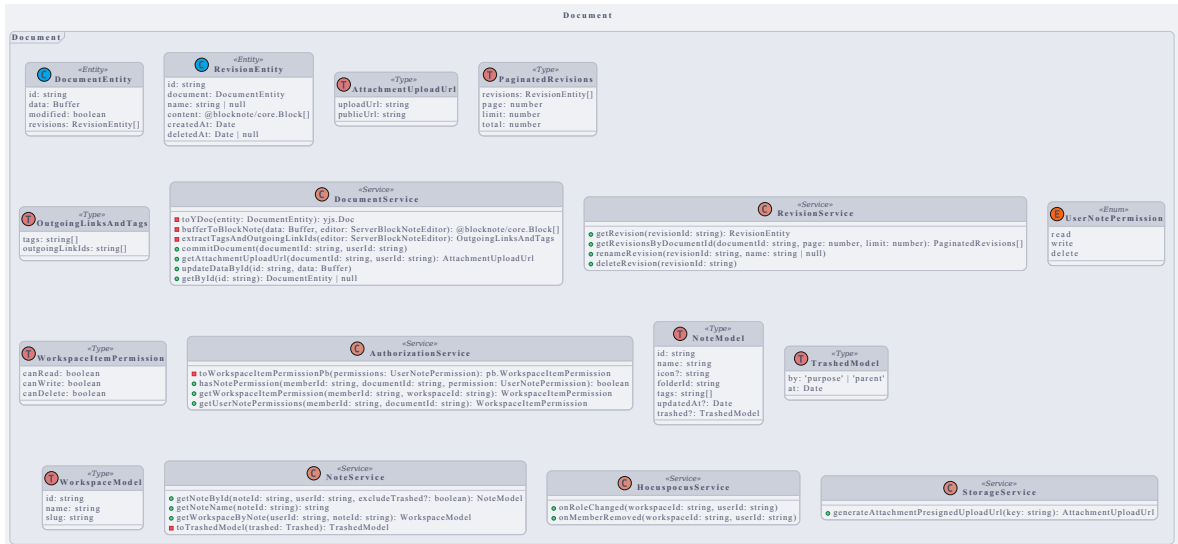 Document
Document
«Entity»
C DocumentEntity
id: string
data: Buffer
modified: boolean
revisions: RevisionEntity[]
«Entity»
C RevisionEntity
id: string
document: DocumentEntity
name: string | null
content: @blocknote/core.Block[]
createdAt: Date
deletedAt: Date | null
«Type»
T AttachmentUploadUrl
uploadUrl: string
publicUrl: string
«Type»
T PaginatedRevisions
revisions: RevisionEntity[]
page: number
limit: number
total: number
«Type»
T OutgoingLinksAndTags
tags: string[]
outgoingLinkIds: string[]
«Service»
C DocumentService
toYDoc(entity: DocumentEntity): yjs.Doc
bufferToBlockNote(data: Buffer, editor: ServerBlockNoteEditor): @blocknote/core.Block[]
extractTagsAndOutgoingLinkIds(editor: ServerBlockNoteEditor): OutgoingLinksAndTags
commitDocument(documentId: string, userId: string)
getAttachmentUploadUrl(documentId: string, userId: string): AttachmentUploadUrl
updateDataById(id: string, data: Buffer)
getById(id: string): DocumentEntity | null
«Service»
C RevisionService
getRevision(revisionId: string): RevisionEntity
getRevisionsByDocumentId(documentId: string, page: number, limit: number): PaginatedRevisions[]
renameRevision(revisionId: string, name: string | null)
deleteRevision(revisionId: string)
«Enum»
E UserNotePermission
read
write
delete
«Type»
T WorkspaceItemPermission
canRead: boolean
canWrite: boolean
canDelete: boolean
«Service»
C AuthorizationService
toWorkspaceItemPermissionPb(permissions: UserNotePermission): pb.WorkspaceItemPermission
hasNotePermission(memberId: string, documentId: string, permission: UserNotePermission): boolean
getWorkspaceItemPermission(memberId: string, workspaceId: string): WorkspaceItemPermission
getUserNotePermissions(memberId: string, documentId: string): WorkspaceItemPermission
«Type»
T NoteModel
id: string
name: string
icon?: string
folderId: string
tags: string[]
updatedAt?: Date
trashed?: TrashedModel
«Type»
T TrashedModel
by: 'purpose' | 'parent'
at: Date
«Type»
T WorkspaceModel
id: string
name: string
slug: string
«Service»
C NoteService
getNoteById(noteId: string, userId: string, excludeTrashed?: boolean): NoteModel
getNoteName(noteId: string): string
getWorkspaceByNote(userId: string, noteId: string): WorkspaceModel
toTrashedModel(trashed: Trashed): TrashedModel
«Service»
C HocuspocusService
onRoleChanged(workspaceId: string, userId: string)
onMemberRemoved(workspaceId: string, userId: string)
«Service»
C StorageService
generateAttachmentPresignedUploadUrl(key: string): AttachmentUploadUrl